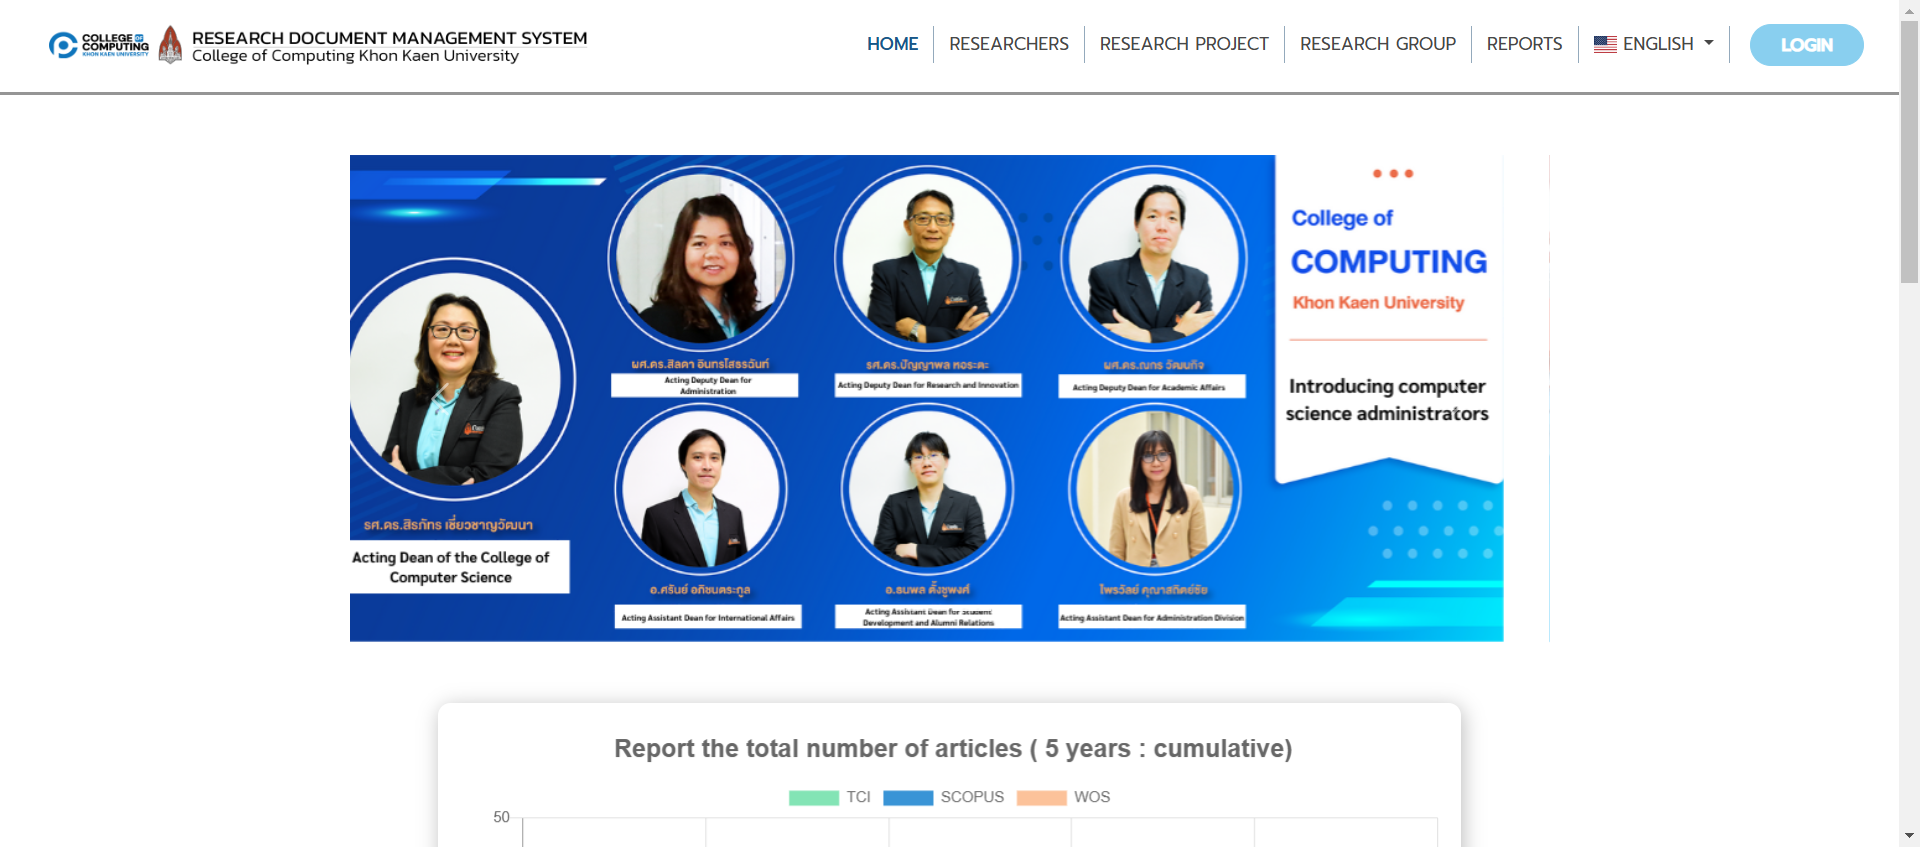 COLLEGE OF
COMPUTING
KHON KAEN UNIVERSITY
RESEARCH DOCUMENT MANAGEMENT SYSTEM
College of Computing Khon Kaen University
HOME
RESEARCHERS
RESEARCH PROJECT
RESEARCH GROUP
REPORTS
ENGLISH
LOGIN
College of
COMPUTING
Khon Kaen University
Introducing computer
science administrators
รศ.ดร.สิรภัทร เชี่ยวชาญวัฒนา
Acting Dean of the College of
Computer Science
ผศ.ดร.สิลดา อินทรโสธรฉันท์
Acting Deputy Dean for
Administration
รศ.ดร.ปัญญาพล หอระตะ
Acting Deputy Dean for Research and Innovation
ผศ.ดร.ณกร วัฒนกิจ
Acting Deputy Dean for Academic Affairs
อ.ศรันย์ อภิชนตระกูล
Acting Assistant Dean for International Affairs
อ.ธนพล ตั้งชูพงศ์
Acting Assistant Dean for Student
Development and Alumni Relations
ไพรวัลย์ คุณาสถิตย์ชัย
Acting Assistant Dean for Administration Division
Report the total number of articles ( 5 years : cumulative)
TCI
SCOPUS
WOS
50